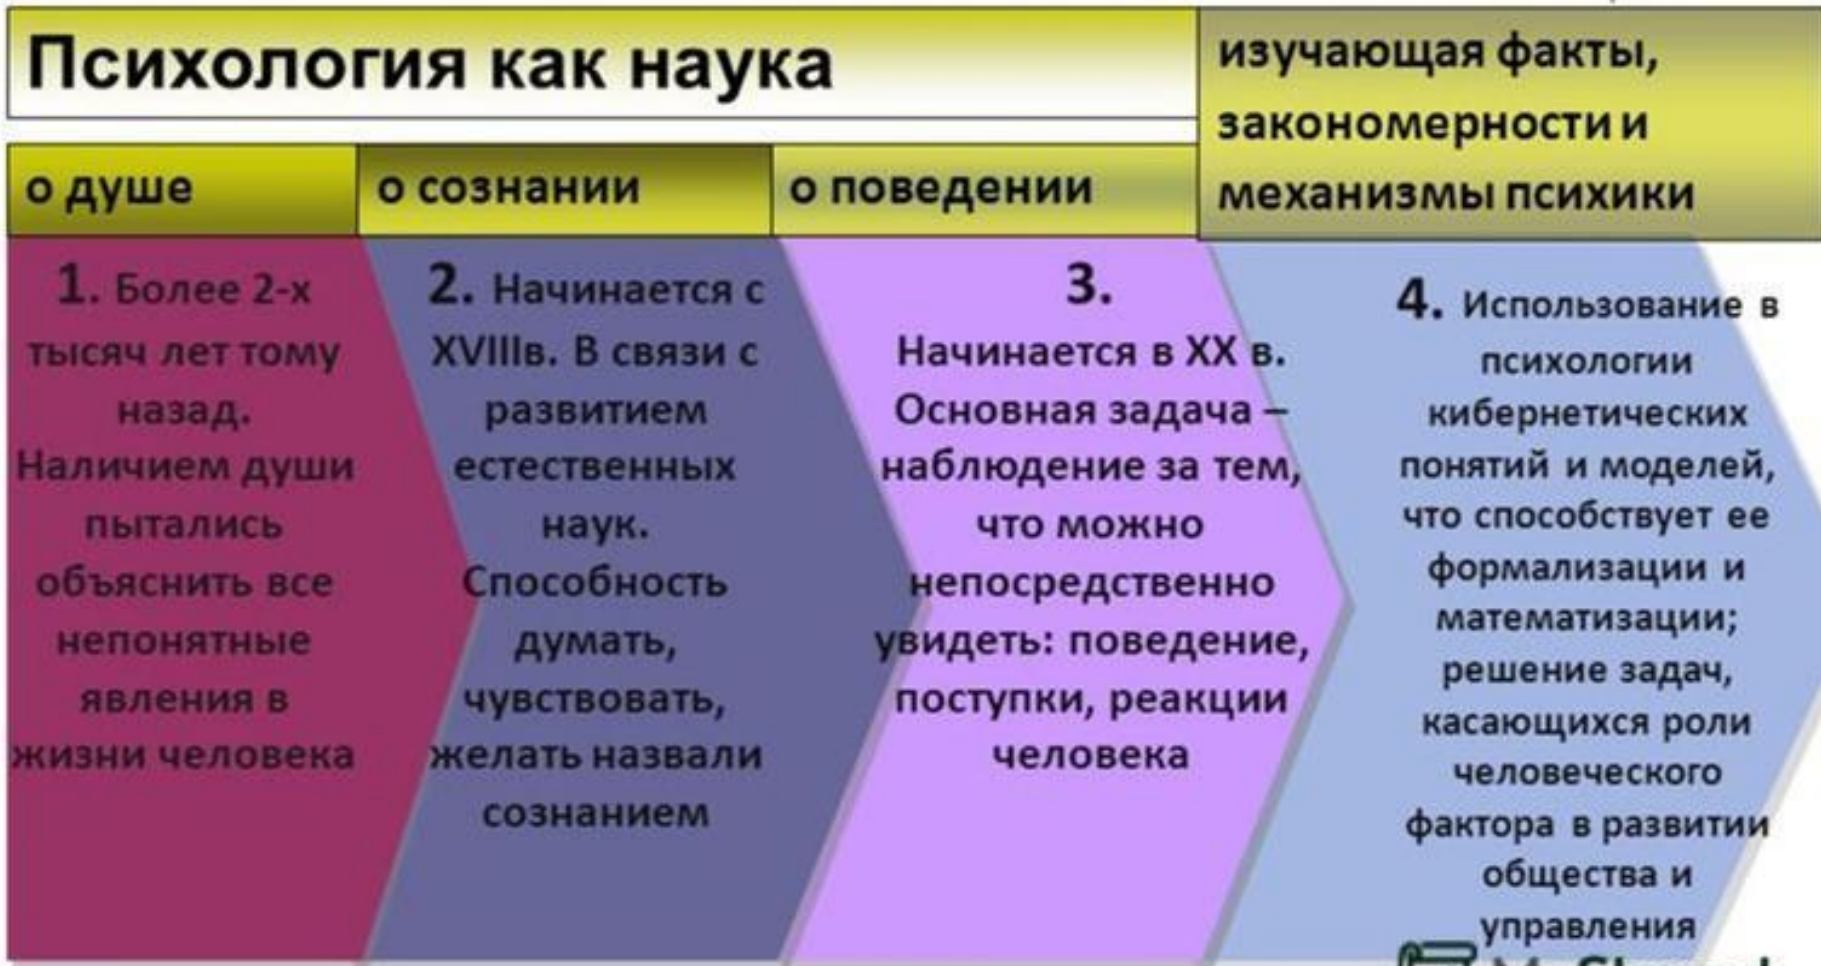 Психология как наука
изучающая факты,
закономерности и
механизмы психики
о душе
о сознании
о поведении
1. Более 2-х
тысяч лет тому
назад.
Наличием души
пытались
объяснить все
непонятные
явления в
жизни человека
2. Начинается с
XVIIIв. В связи с
развитием
естественных
наук.
Способность
думать,
чувствовать,
желать назвали
сознанием
3.
Начинается в XX в.
Основная задача –
наблюдение за тем,
что можно
непосредственно
увидеть: поведение,
поступки, реакции
человека
4. Использование в
психологии
кибернетических
понятий и моделей,
что способствует ее
формализации и
математизации;
решение задач,
касающихся роли
человеческого
фактора в развитии
общества и
управления